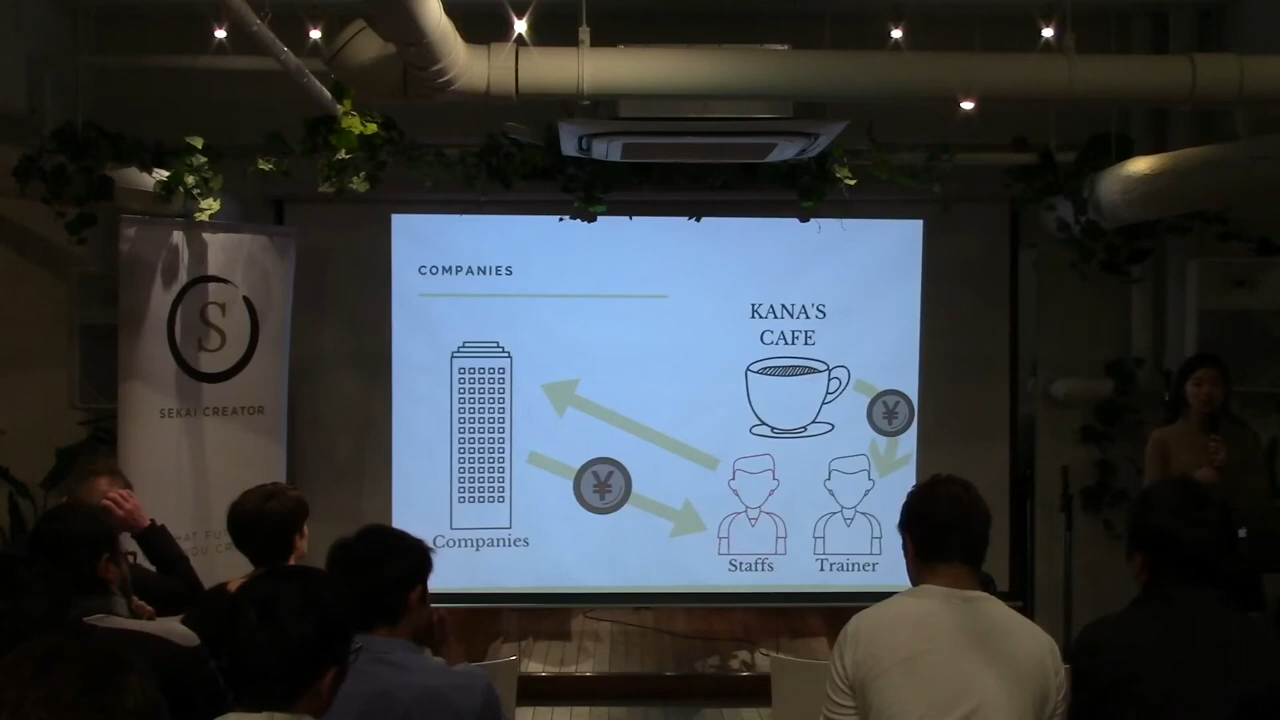 S
SEKAI CREATOR
COMPANIES
KANA'S
CAFE
¥
¥
Companies
Staffs
Trainer